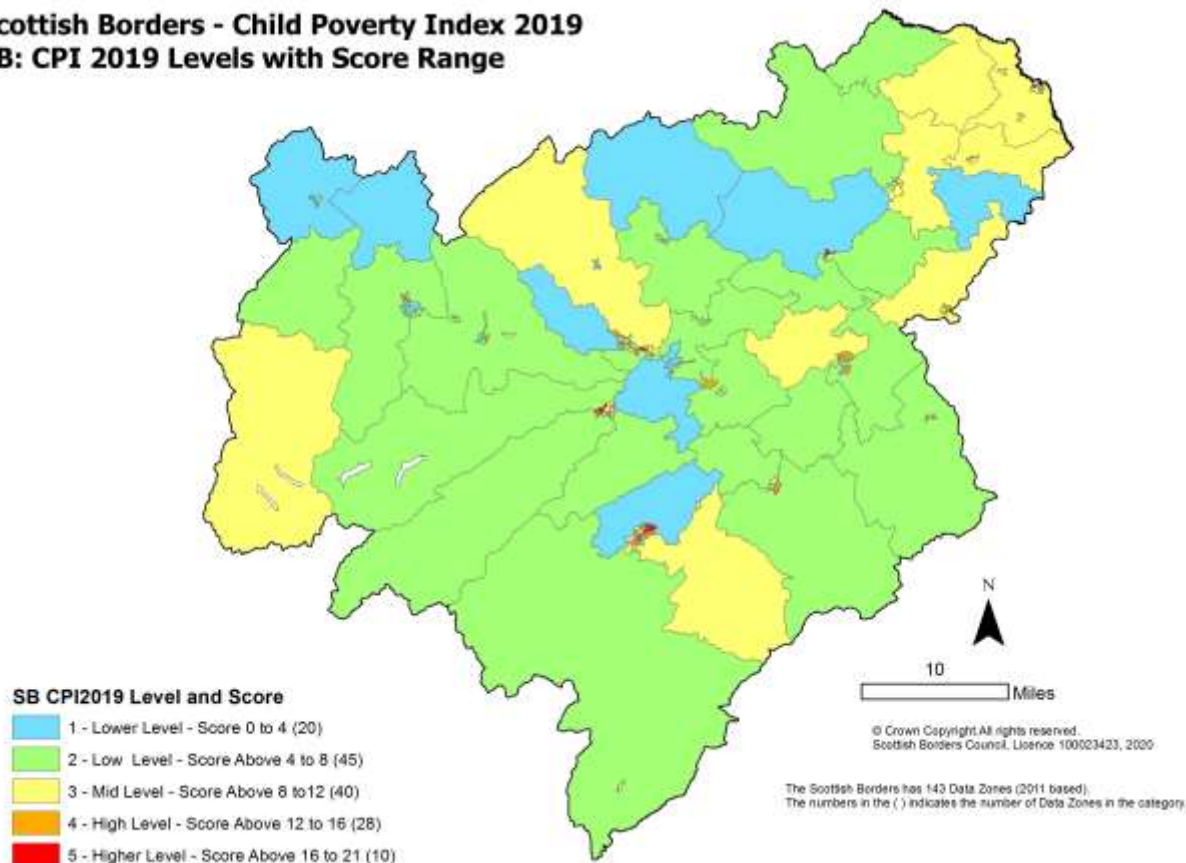 cottish Borders - Child Poverty Index 2019
B: CPI 2019 Levels with Score Range
N
10
Miles
SB CPI2019 Level and Score
1 - Lower Level - Score 0 to 4 (20)
2 - Low Level - Score Above 4 to 8 (45)
3 - Mid Level - Score Above 8 to12 (40)
4 - High Level - Score Above 12 to 16 (28)
5 - Higher Level - Score Above 16 to 21 (10)
© Crown Copyright All rights reserved.
Scottish Borders Council, Licence 100023423, 2020
The Scottish Borders has 143 Data Zones (2011 based).
The numbers in the ( ) indicates the number of Data Zones in the category